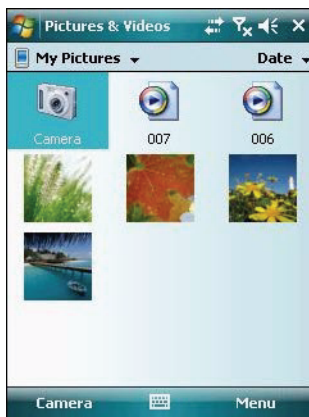 Pictures & Videos
My Pictures Date
Camera 007 006
Camera Menu